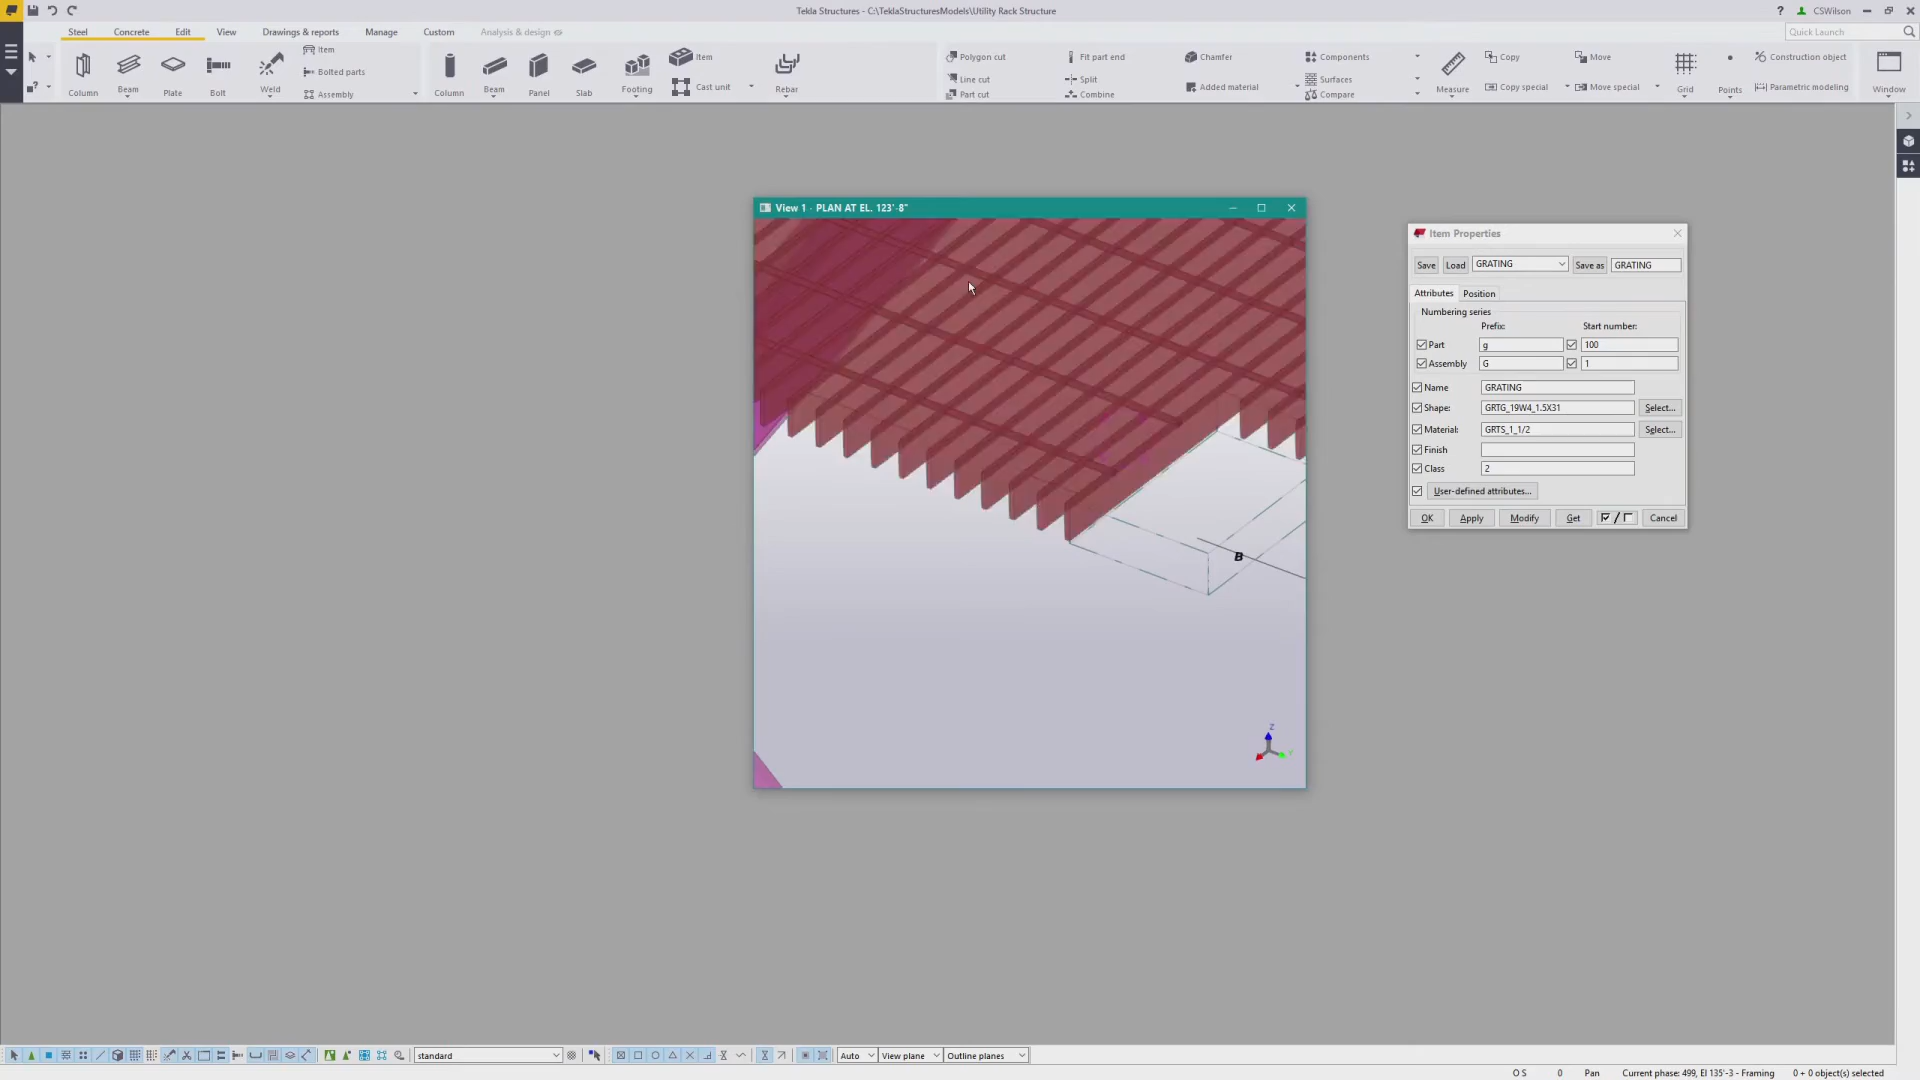 Tekla Structures - C:\TeklaStructuresModels\Utility Rack Structure
? CSWilson
Steel Concrete Edit View Drawings & reports Manage Custom Analysis & design
Quick Launch
Column Beam Plate Bolt Weld
Item
Bolted parts
Assembly
Column Beam Panel Slab Footing
Item
Cast unit
Rebar
Polygon cut
Line cut
Part cut
Fit part end
Split
Combine
Chamfer
Added material
Components
Surfaces
Compare
Measure
Copy
Copy special
Move
Move special
Grid Points
Construction object
Parametric modeling
Window
View 1 - PLAN AT EL. 123'-8"
B
Z
Y
Item Properties
Save Load GRATING Save as GRATING
Attributes Position
Numbering series
Prefix: Start number:
Part g 100
Assembly G 1
Name GRATING
Shape: GRTG_19W4_1.5X31 Select...
Material: GRTS_1_1/2 Select...
Finish
Class 2
User-defined attributes...
OK Apply Modify Get / Cancel
standard
Auto View plane Outline planes
O S 0 Pan Current phase: 499, El 135'-3 - Framing 0 + 0 object(s) selected